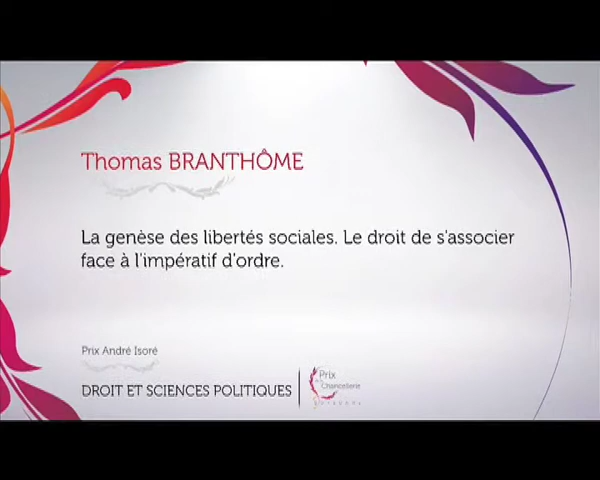 Thomas BRANTHÔME
La genèse des libertés sociales. Le droit de s'associer
face à l'impératif d'ordre.
Prix André Isoré
DROIT ET SCIENCES POLITIQUES
Prix
Chancellerie